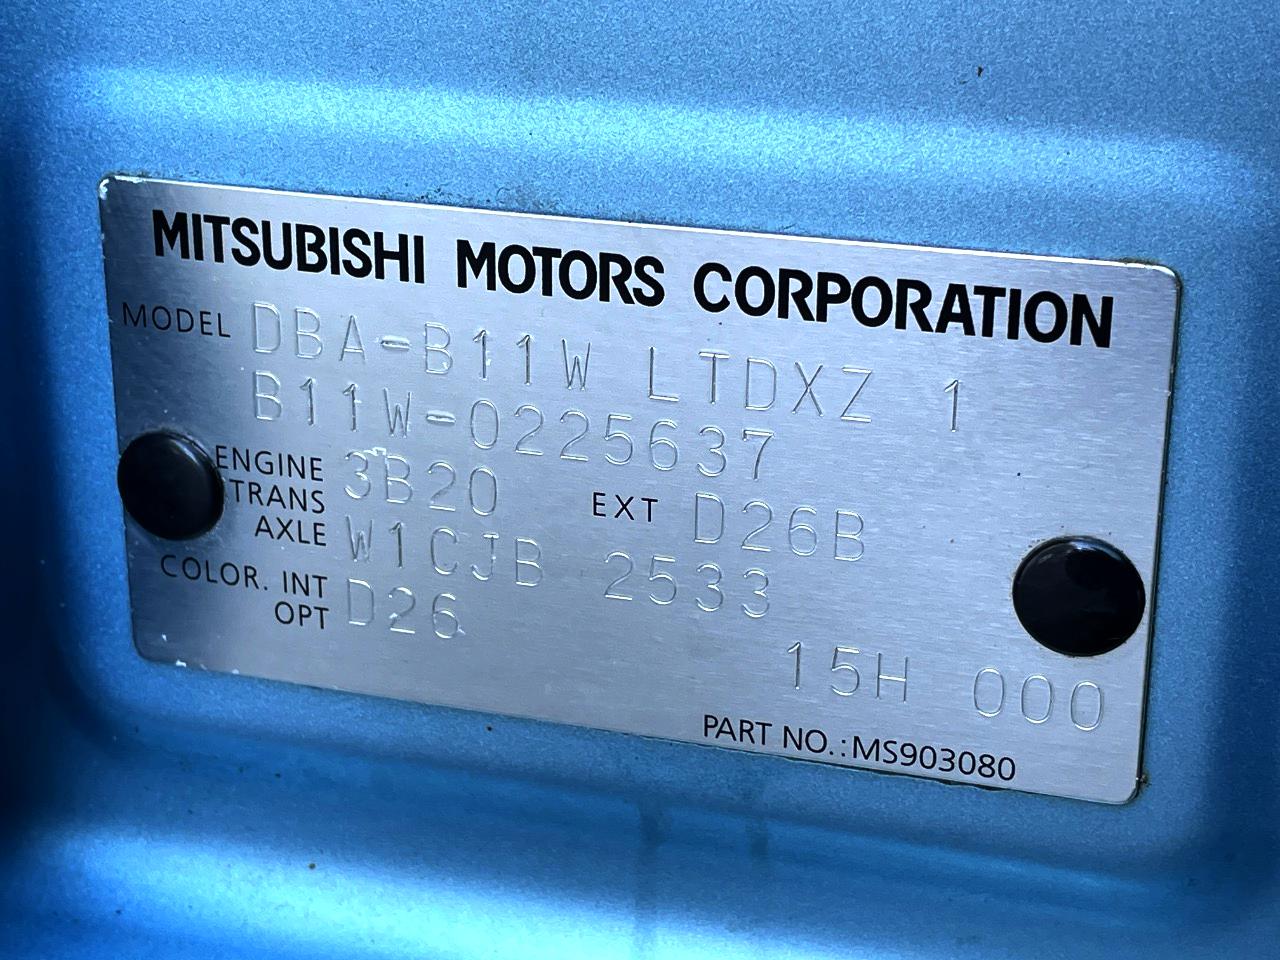 MITSUBISHI MOTORS CORPORATION
MODEL DBA-B11W LTDXZ 1
B11W-0225637
ENGINE 3B20 EXT D26B
TRANS
AXLE W1CJB 2533
COLOR. INT D26
OPT
15H 000
PART NO.:MS903080